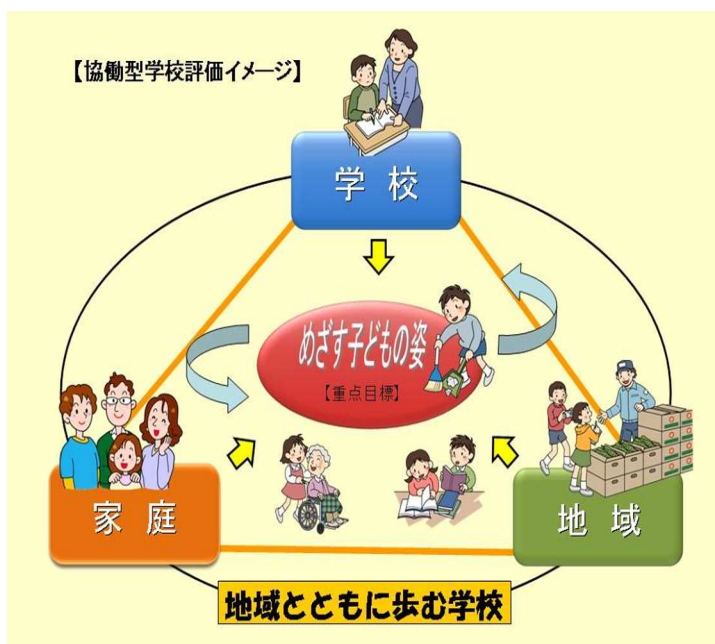 【協働型学校評価イメージ】
学校
めざす子どもの姿
【重点目標】
家庭
地域
地域とともに歩む学校